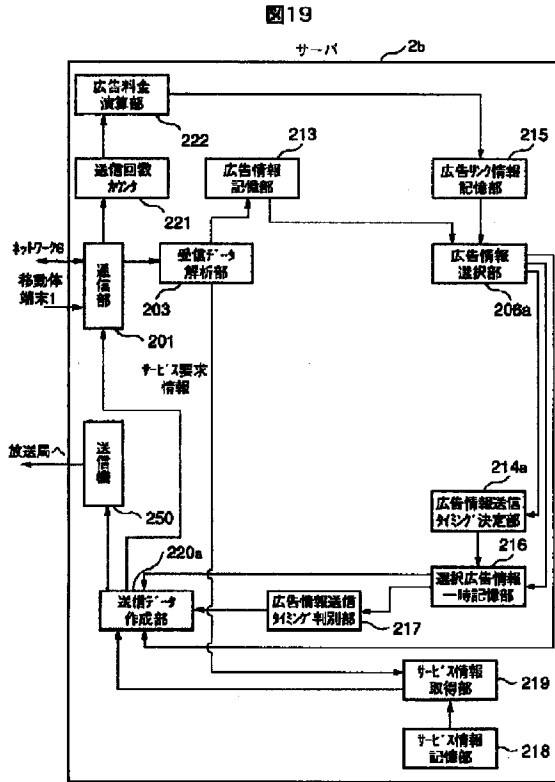 図19
サーバ
2b
広告料金
演算部
222
送信回数
カウンタ
221
213
広告情報
記憶部
215
広告リンク情報
記憶部
ネットワーク6
移動体
端末1
通信部
201
受信データ
解析部
203
広告情報
選択部
206a
サービス要求
情報
放送局へ
送信機
250
214a
広告情報送信
タイミング決定部
216
220a
送信データ
作成部
広告情報送信
タイミング判別部
217
選択広告情報
一時記憶部
サービス情報
取得部
219
サービス情報
記憶部
218